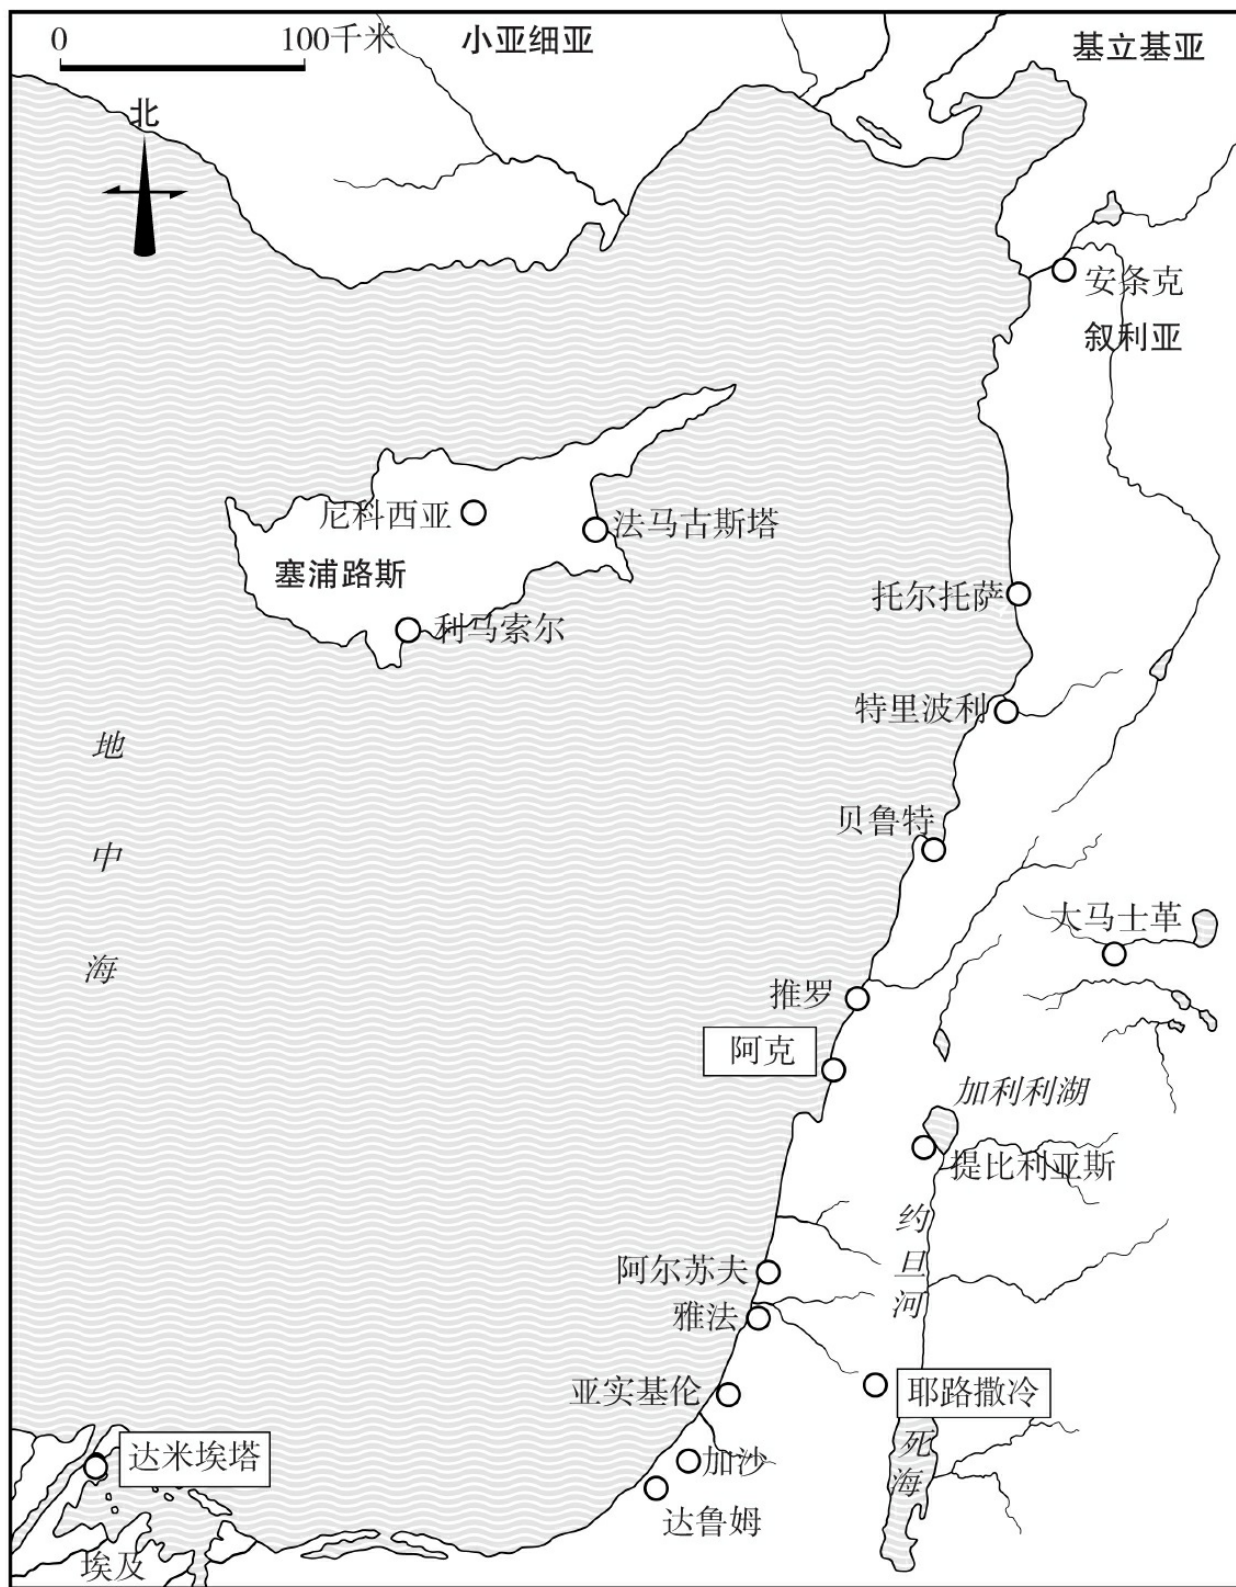 0
100千米
小亚细亚
基立基亚
北
安条克
叙利亚
尼科西亚
法马古斯塔
塞浦路斯
托尔托萨
利马索尔
特里波利
地
中
海
贝鲁特
大马士革
推罗
阿克
加利利湖
提比利亚斯
约
旦
河
阿尔苏夫
雅法
亚实基伦
耶路撒冷
达米埃塔
死
海
加沙
达鲁姆
埃及